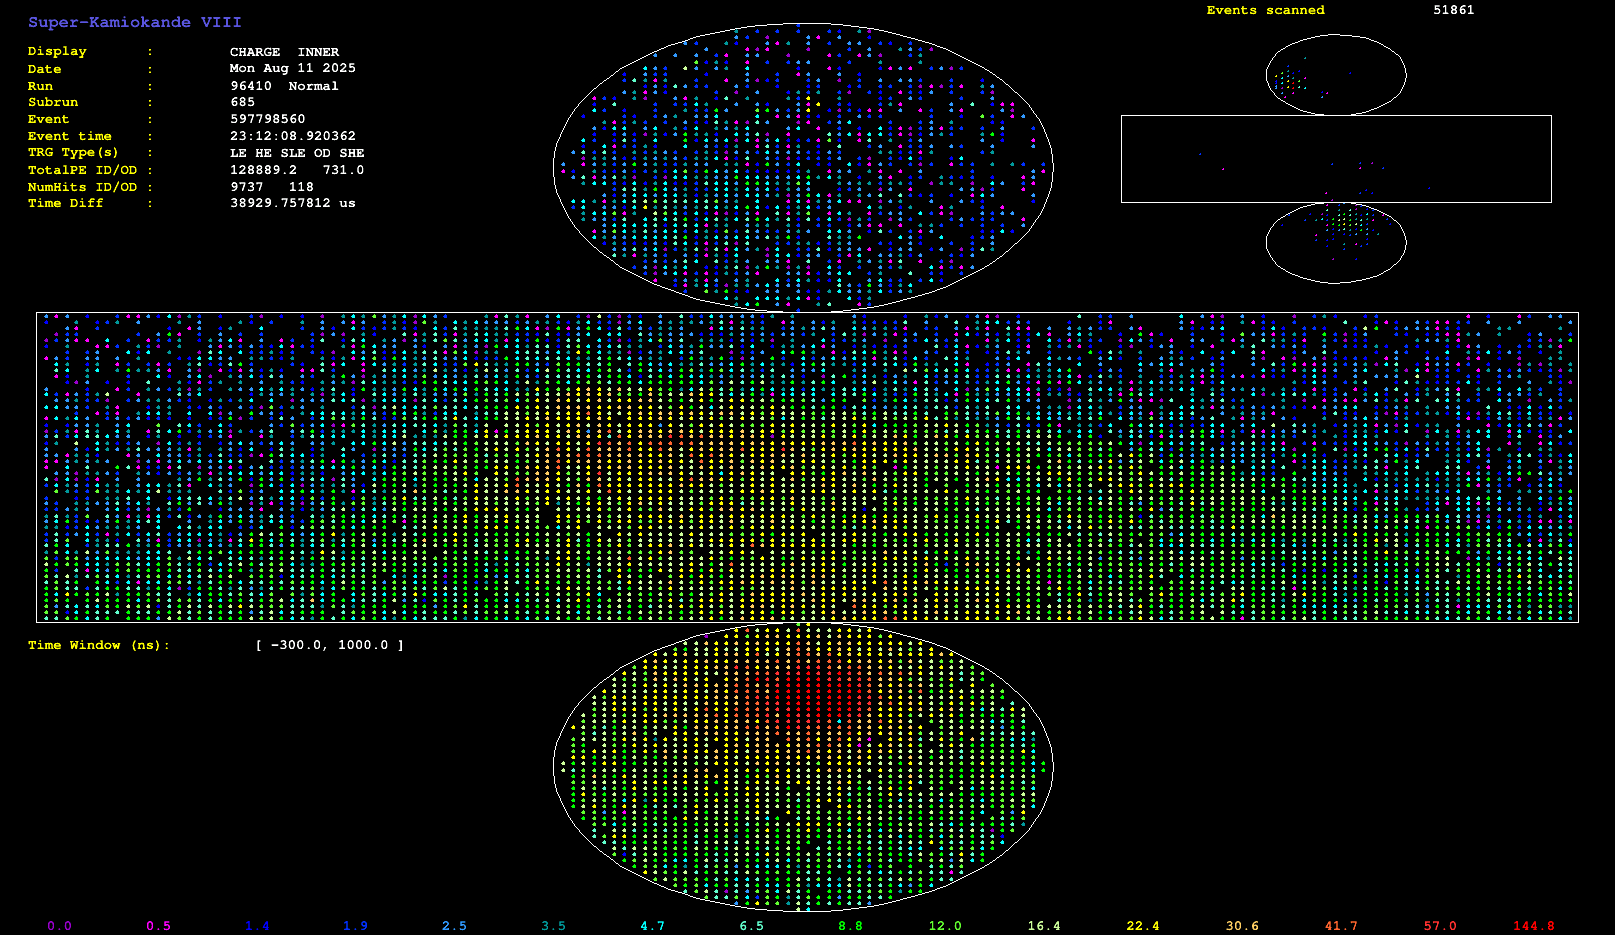 Super-Kamiokande VIII
Events scanned 51861
Display : CHARGE INNER
Date : Mon Aug 11 2025
Run : 96410 Normal
Subrun : 685
Event : 597798560
Event time : 23:12:08.920362
TRG Type(s) : LE HE SLE OD SHE
TotalPE ID/OD : 128889.2 731.0
NumHits ID/OD : 9737 118
Time Diff : 38929.757812 us
Time Window (ns): [ -300.0, 1000.0 ]
0.0 0.5 1.4 1.9 2.5 3.5 4.7 6.5 8.8 12.0 16.4 22.4 30.6 41.7 57.0 144.8